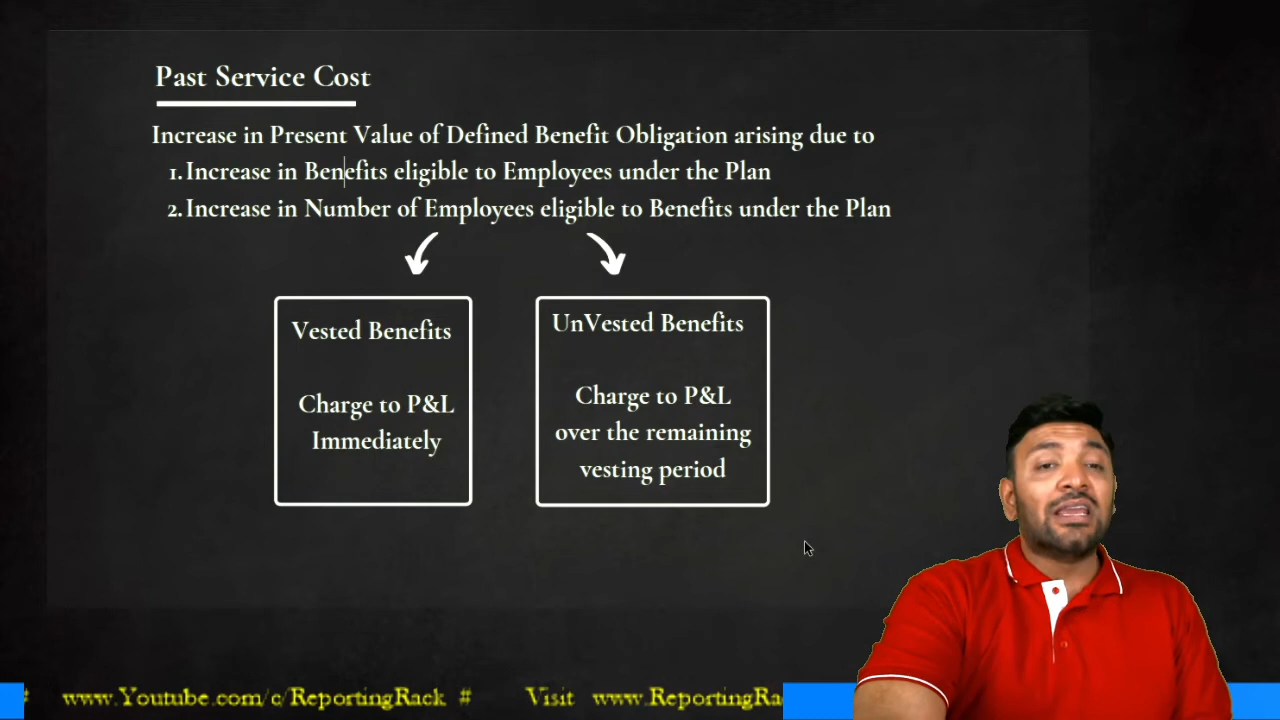 Past Service Cost
Increase in Present Value of Defined Benefit Obligation arising due to
1. Increase in Benefits eligible to Employees under the Plan
2. Increase in Number of Employees eligible to Benefits under the Plan
Vested Benefits
Charge to P&L
Immediately
UnVested Benefits
Charge to P&L
over the remaining
vesting period
# www.Youtube.com/c/ReportingRack # Visit